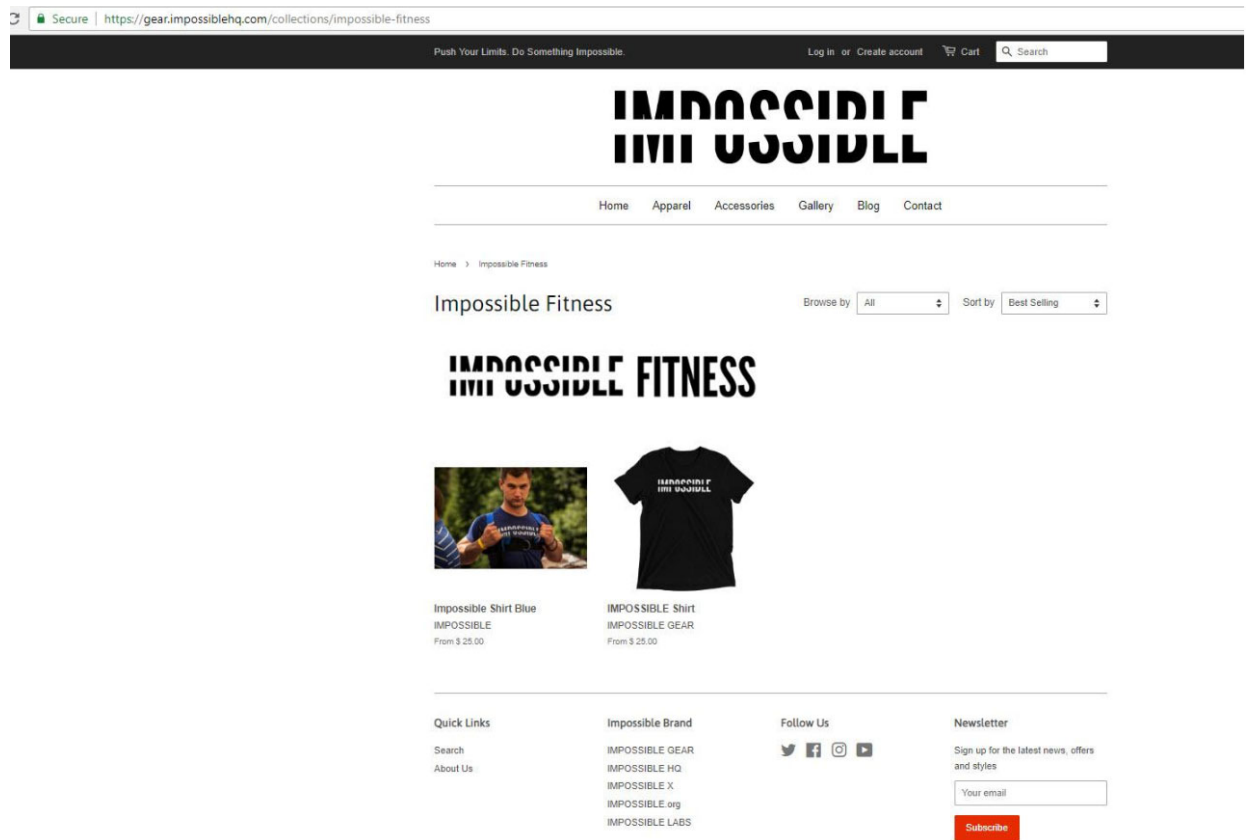 Secure | https://gear.impossiblehq.com/collections/impossible-fitness
Push Your Limits. Do Something Impossible.
Log in or Create account
Cart
Search
IMPOSSIBLE
Home Apparel Accessories Gallery Blog Contact
Home > Impossible Fitness
Impossible Fitness
Browse by All
Sort by Best Selling
IMPOSSIBLE FITNESS
IMPOSSIBLE
IMPOSSIBLE
Impossible Shirt Blue
IMPOSSIBLE
From $ 25.00
IMPOSSIBLE Shirt
IMPOSSIBLE GEAR
From $ 25.00
Quick Links
Search
About Us
Impossible Brand
IMPOSSIBLE GEAR
IMPOSSIBLE HQ
IMPOSSIBLE X
IMPOSSIBLE.org
IMPOSSIBLE LABS
Follow Us
Newsletter
Sign up for the latest news, offers
and styles
Your email
Subscribe